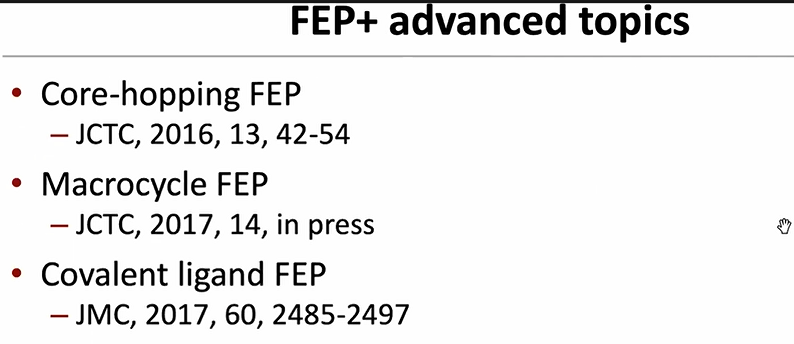 FEP+ advanced topics
• Core-hopping FEP
– JCTC, 2016, 13, 42-54
• Macrocycle FEP
– JCTC, 2017, 14, in press
• Covalent ligand FEP
– JMC, 2017, 60, 2485-2497